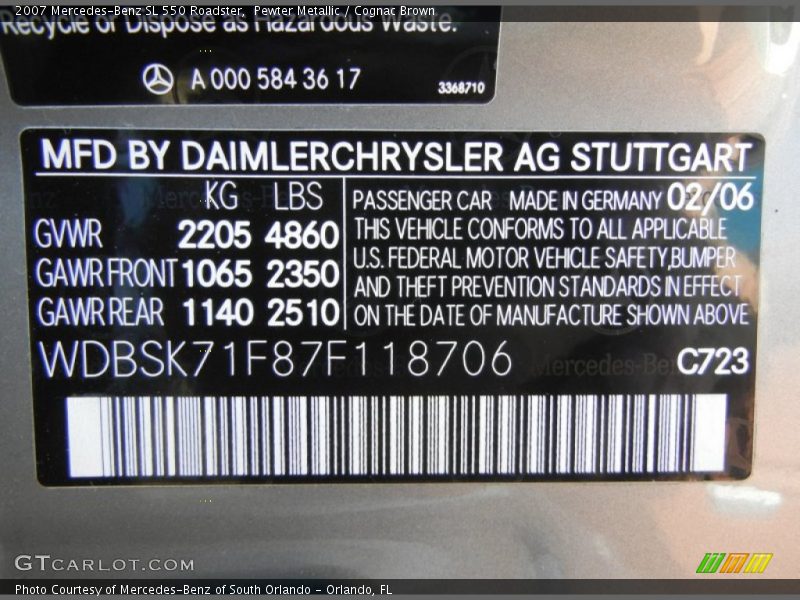 2007 Mercedes-Benz SL 550 Roadster,  Pewter Metallic / Cognac Brown
Recycle or Dispose as Hazardous Waste.
A 000 584 36 17
3368710
MFD BY DAIMLERCHRYSLER AG STUTTGART
KG LBS
GVWR 2205 4860
GAWR FRONT 1065 2350
GAWR REAR 1140 2510
PASSENGER CAR MADE IN GERMANY 02/06
THIS VEHICLE CONFORMS TO ALL APPLICABLE
U.S. FEDERAL MOTOR VEHICLE SAFETY,BUMPER
AND THEFT PREVENTION STANDARDS IN EFFECT
ON THE DATE OF MANUFACTURE SHOWN ABOVE
WDBSK71F87F118706
Mercedes-Benz
C723
GTCARLOT.COM
Photo Courtesy of Mercedes-Benz of South Orlando - Orlando, FL